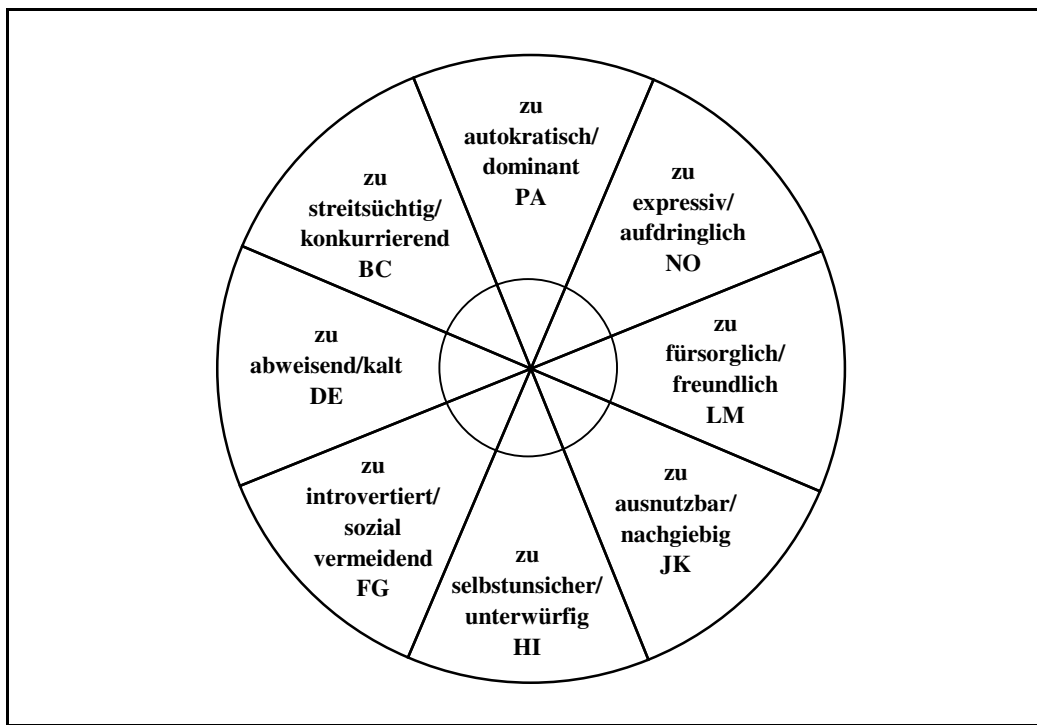 zu
autokratisch/
dominant
PA
zu
expressiv/
aufdringlich
NO
zu
fürsorglich/
freundlich
LM
zu
ausnutzbar/
nachgiebig
JK
zu
selbstunsicher/
unterwürfig
HI
zu
introvertiert/
sozial
vermeidend
FG
zu
abweisend/kalt
DE
zu
streitsüchtig/
konkurrierend
BC